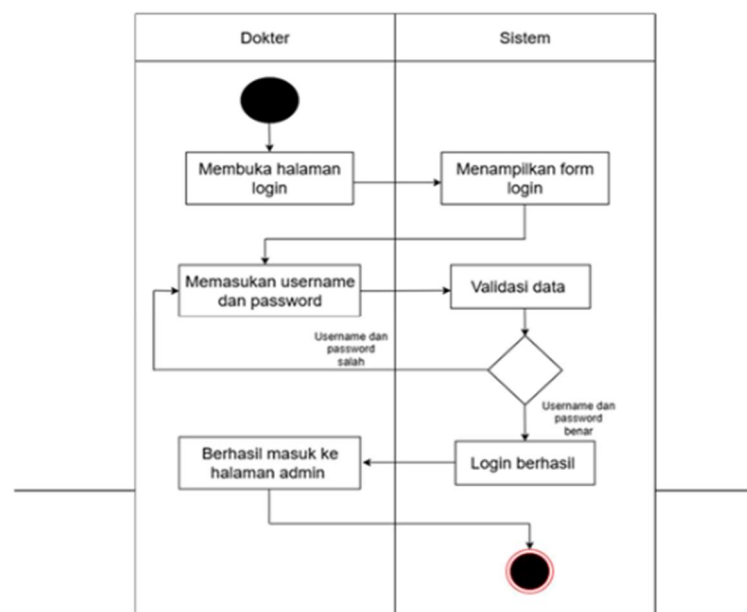 Dokter
Sistem
Membuka halaman
login
Menampilkan form
login
Memasukan username
dan password
Validasi data
Username dan
password
salah
Username dan
password
benar
Berhasil masuk ke
halaman admin
Login berhasil